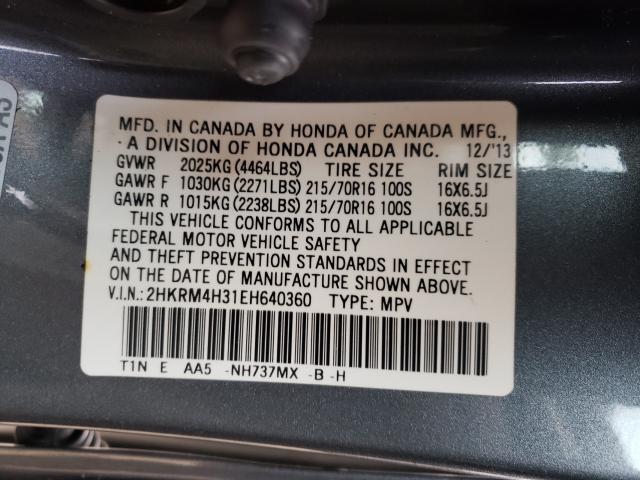 MFD. IN CANADA BY HONDA OF CANADA MFG.,
A DIVISION OF HONDA CANADA INC. 12/'13
GVWR 2025KG (4464LBS) TIRE SIZE RIM SIZE
GAWR F 1030KG (2271LBS) 215/70R16 100S 16X6.5J
GAWR R 1015KG (2238LBS) 215/70R16 100S 16X6.5J
THIS VEHICLE CONFORMS TO ALL APPLICABLE
FEDERAL MOTOR VEHICLE SAFETY
AND THEFT PREVENTION STANDARDS IN EFFECT
ON THE DATE OF MANUFACTURE SHOWN ABOVE.
V.I.N.: 2HKRM4H31EH640360 TYPE: MPV
T1N E AA5 -NH737MX -B -H